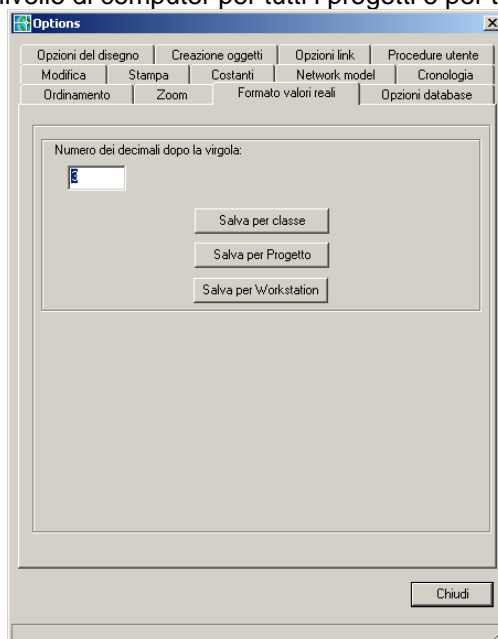 livello di computer per tutti i progetti e per t
Options
Opzioni del disegno Creazione oggetti Opzioni link Procedure utente
Modifica Stampa Costanti Network model Cronologia
Ordinamento Zoom Formato valori reali Opzioni database
Numero dei decimali dopo la virgola:
3
Salva per classe
Salva per Progetto
Salva per Workstation
Chiudi